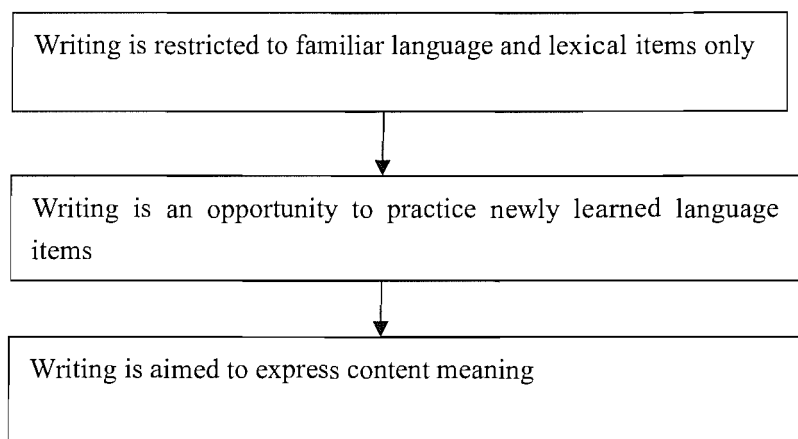 Writing is restricted to familiar language and lexical items only
Writing is an opportunity to practice newly learned language
items
Writing is aimed to express content meaning